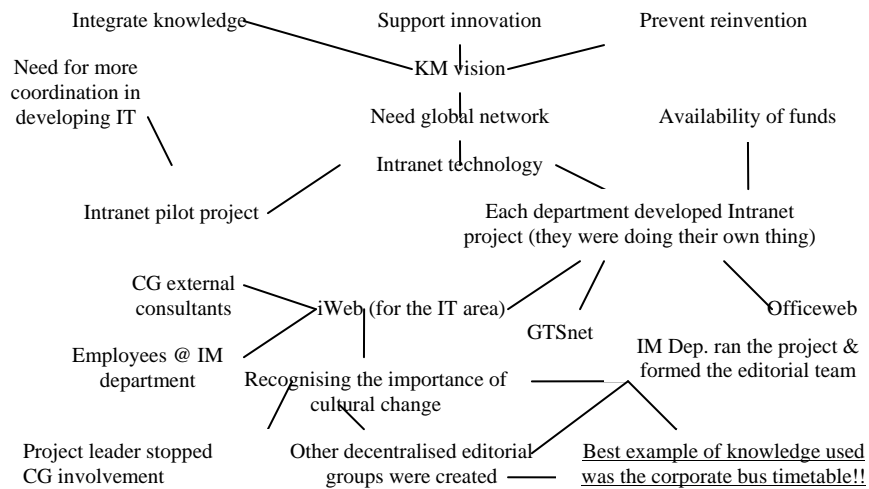 Integrate knowledge
Support innovation
Prevent reinvention
KM vision
Need for more
coordination in
developing IT
Need global network
Availability of funds
Intranet technology
Intranet pilot project
Each department developed Intranet
project (they were doing their own thing)
CG external
consultants
iWeb (for the IT area)
GTSnet
Officeweb
Employees @ IM
department
IM Dep. ran the project &
formed the editorial team
Recognising the importance of
cultural change
Project leader stopped
CG involvement
Other decentralised editorial
groups were created
Best example of knowledge used
was the corporate bus timetable!!